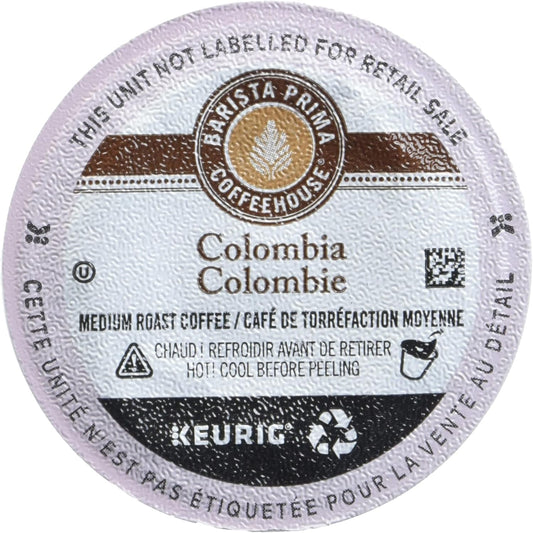 THIS UNIT NOT LABELLED FOR RETAIL SALE
BARISTA PRIMA
COFFEEHOUSE®
Colombia
Colombie
U
MEDIUM ROAST COFFEE / CAFÉ DE TORRÉFACTION MOYENNE
CHAUD ! REFROIDIR AVANT DE RETIRER
HOT! COOL BEFORE PEELING
KEURIG®
CETTE UNITÉ N'EST PAS ÉTIQUETÉE POUR LA VENTE AU DÉTAIL